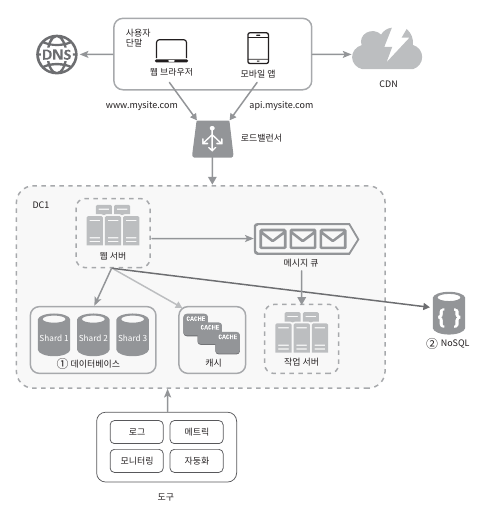 사용자
단말
DNS
웹 브라우저
모바일 앱
CDN
www.mysite.com
api.mysite.com
로드밸런서
DC1
웹 서버
메시지 큐
Shard 1
Shard 2
Shard 3
① 데이터베이스
CACHE
CACHE
CACHE
캐시
작업 서버
{ }
② NoSQL
로그
메트릭
모니터링
자동화
도구